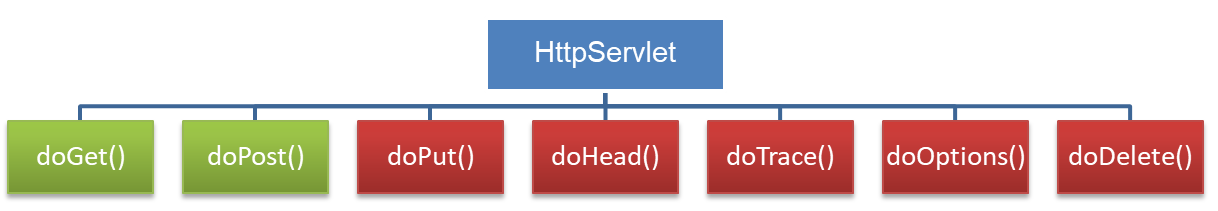 HttpServlet
doGet()
doPost()
doPut()
doHead()
doTrace()
doOptions()
doDelete()